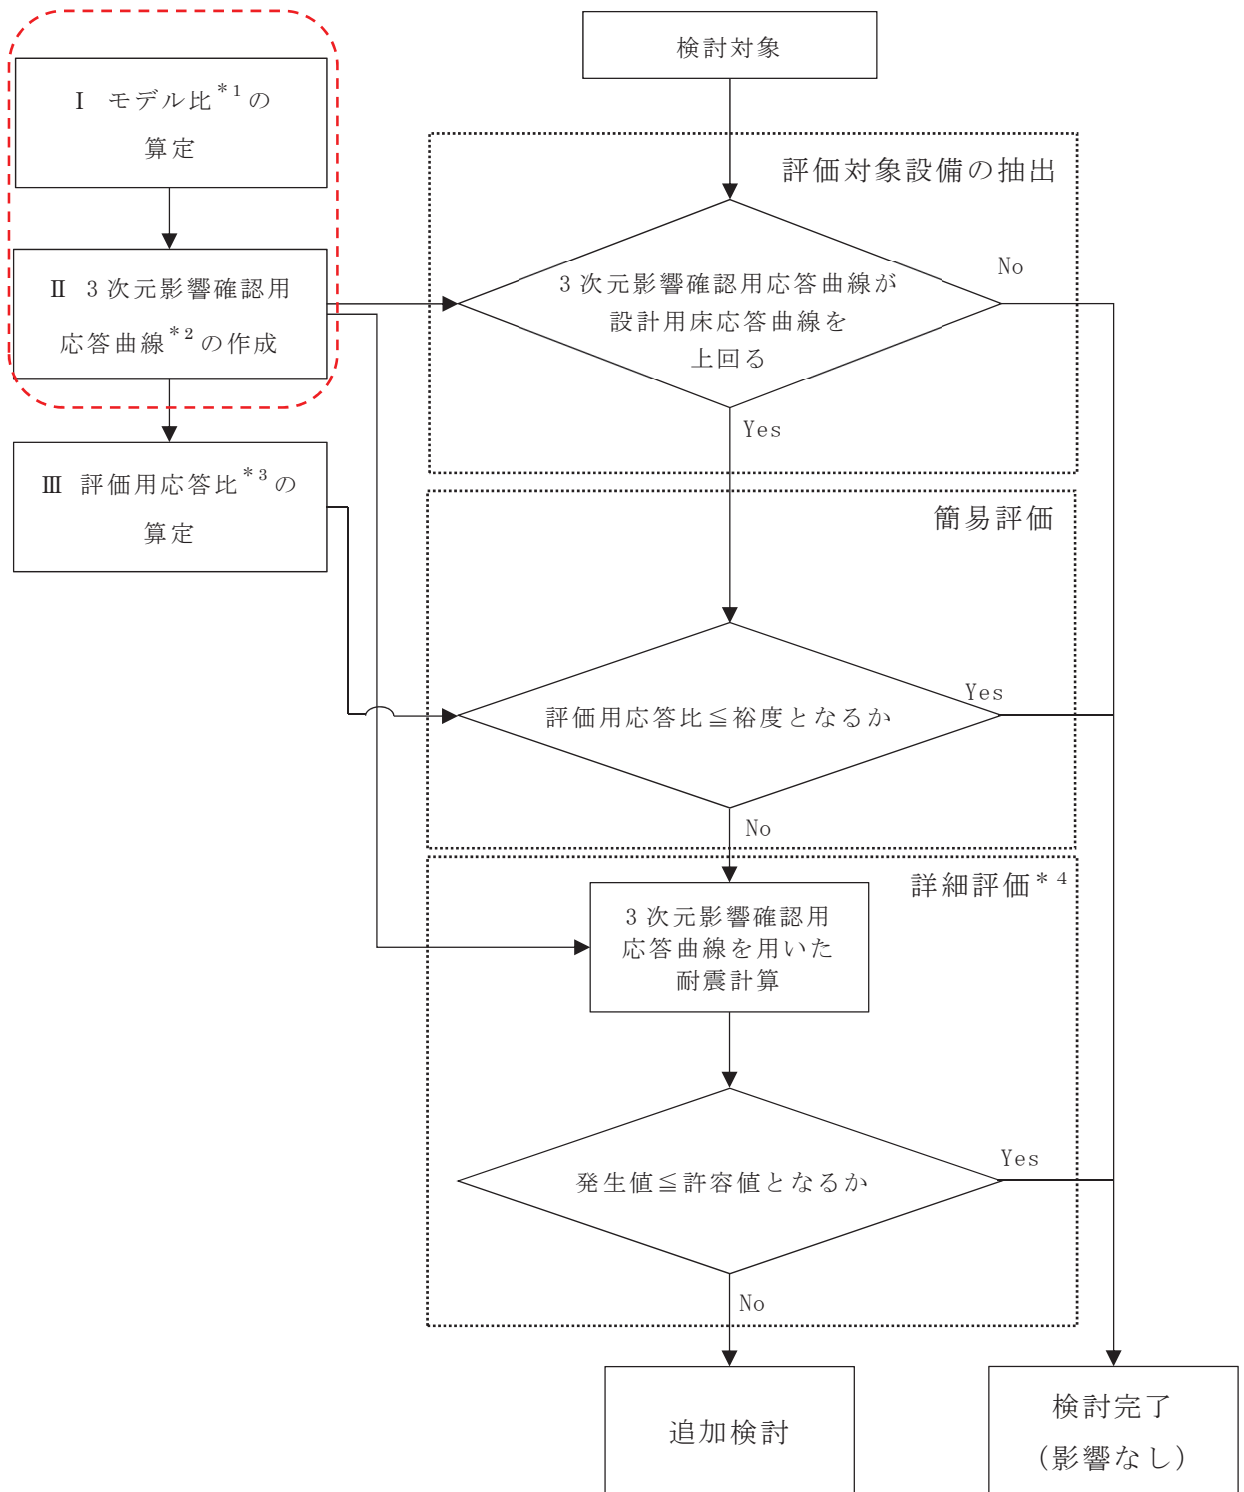 検討対象
Ⅰ モデル比*1の
算定
評価対象設備の抽出
Ⅱ 3次元影響確認用
応答曲線*2の作成
3次元影響確認用応答曲線が
設計用床応答曲線を
上回る
No
Yes
Ⅲ 評価用応答比*3の
算定
簡易評価
評価用応答比≦裕度となるか
Yes
No
詳細評価*4
3次元影響確認用
応答曲線を用いた
耐震計算
発生値≦許容値となるか
Yes
No
追加検討
検討完了
(影響なし)